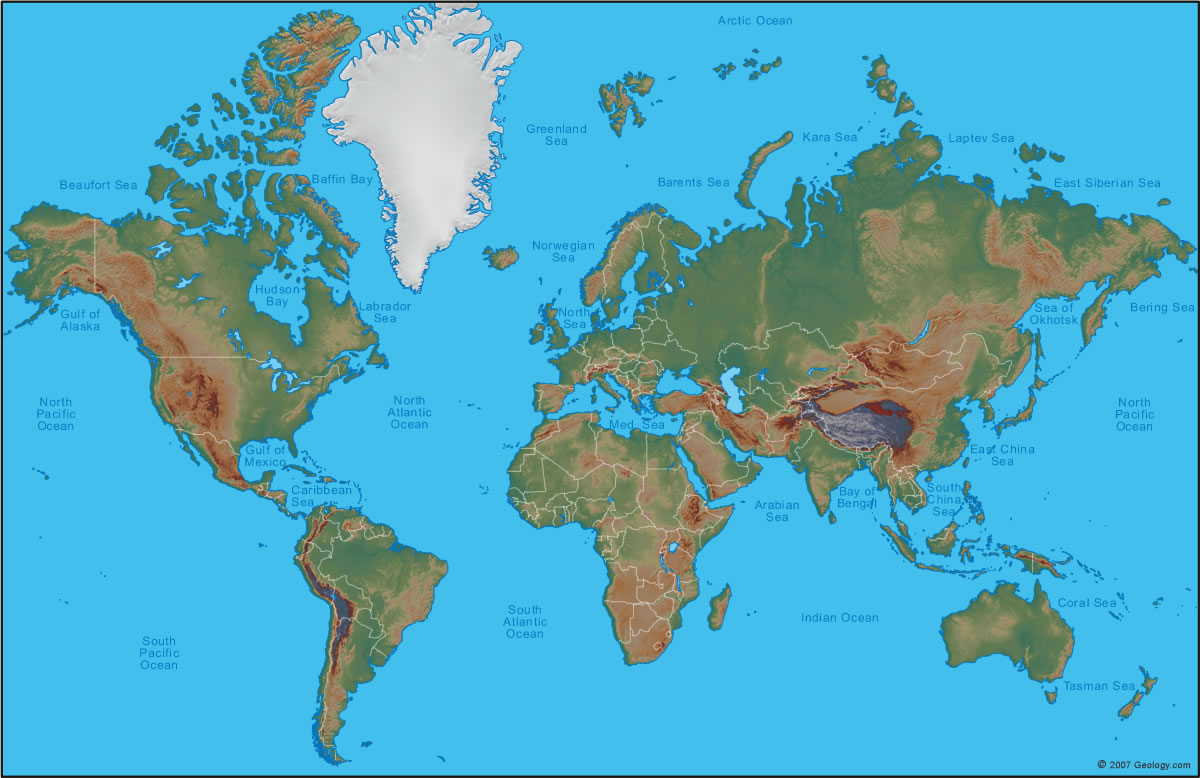 Arctic Ocean
Greenland
Sea
Kara Sea
Laptev Sea
Beaufort Sea
Baffin Bay
Barents Sea
East Siberian Sea
Norwegian
Sea
Hudson
Bay
Labrador
Sea
Gulf of
Alaska
North
Sea
Sea of
Okhotsk
Bering Sea
North
Pacific
Ocean
North
Atlantic
Ocean
Med Sea
North
Pacific
Ocean
Gulf of
Mexico
East China
Sea
Caribbean
Sea
Arabian
Sea
Bay of
Bengal
South
China
Sea
South
Atlantic
Ocean
Indian Ocean
Coral Sea
South
Pacific
Ocean
Tasman Sea
© 2007 Geology.com